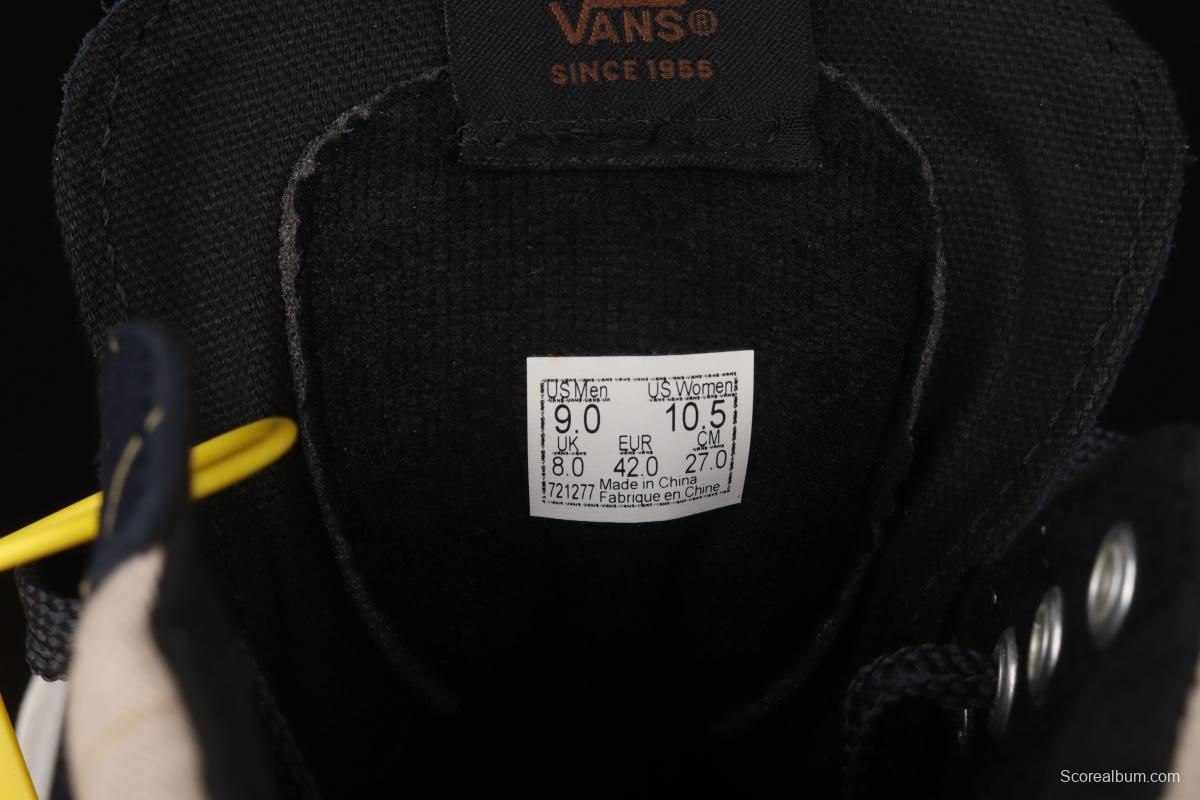 VANS®
SINCE 1966
US Men US Women
9.0 10.5
UK EUR CM
8.0 42.0 27.0
721277 Made in China
Fabrique en Chine
Scorealbum.com